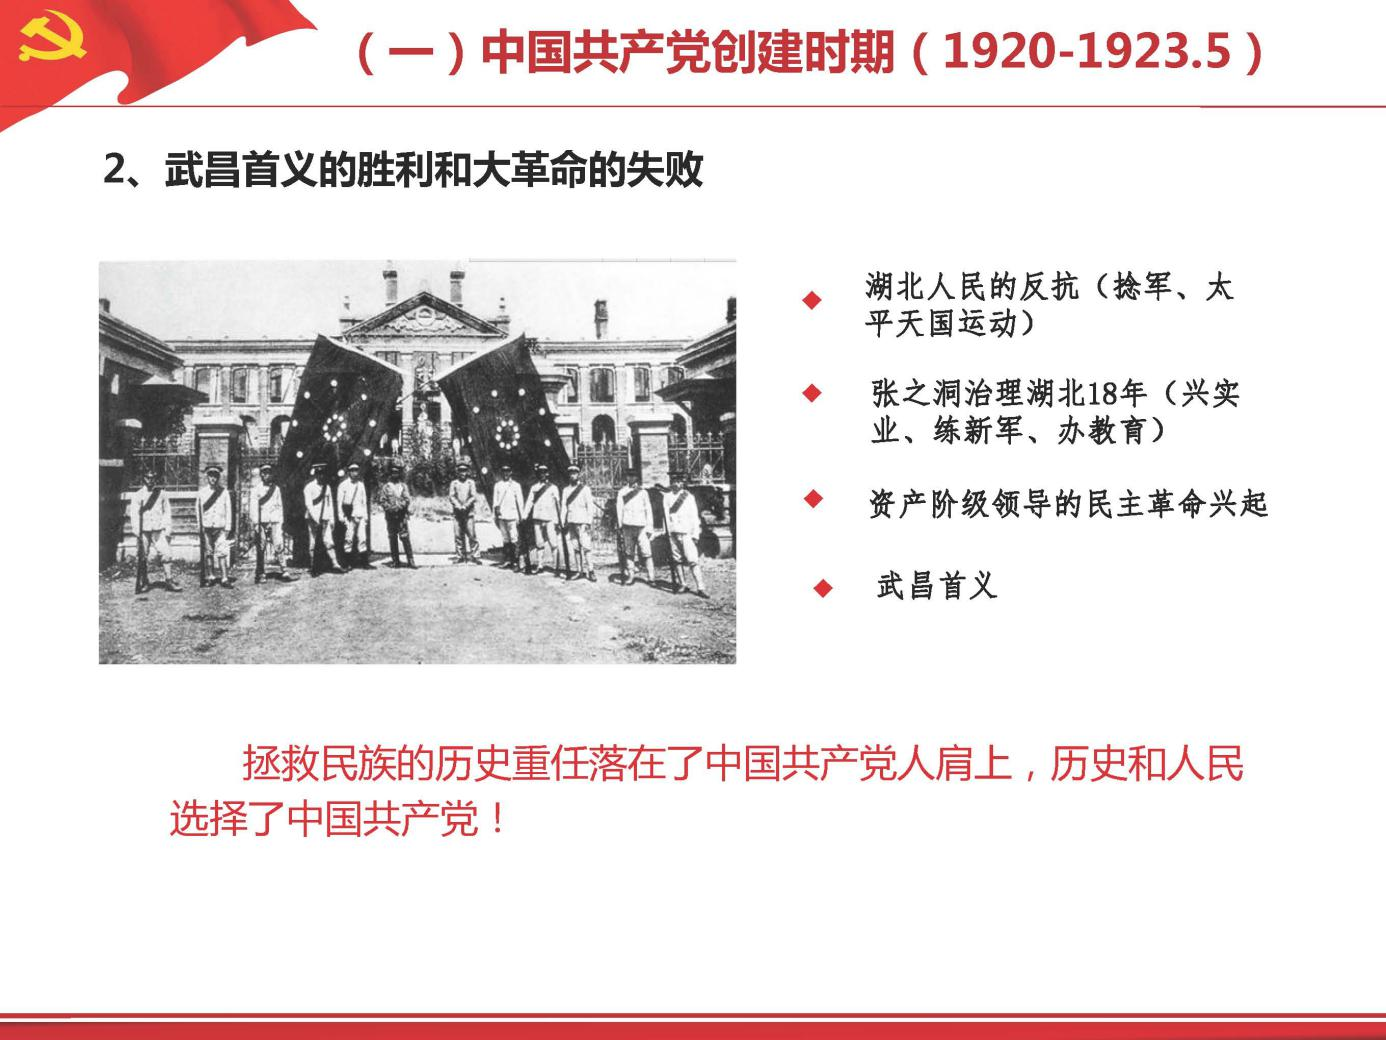 （一）中国共产党创建时期（1920-1923.5）
2、武昌首义的胜利和大革命的失败
湖北人民的反抗（捻军、太
平天国运动）
张之洞治理湖北18年（兴实
业、练新军、办教育）
资产阶级领导的民主革命兴起
武昌首义
拯救民族的历史重任落在了中国共产党人肩上，历史和人民
选择了中国共产党！